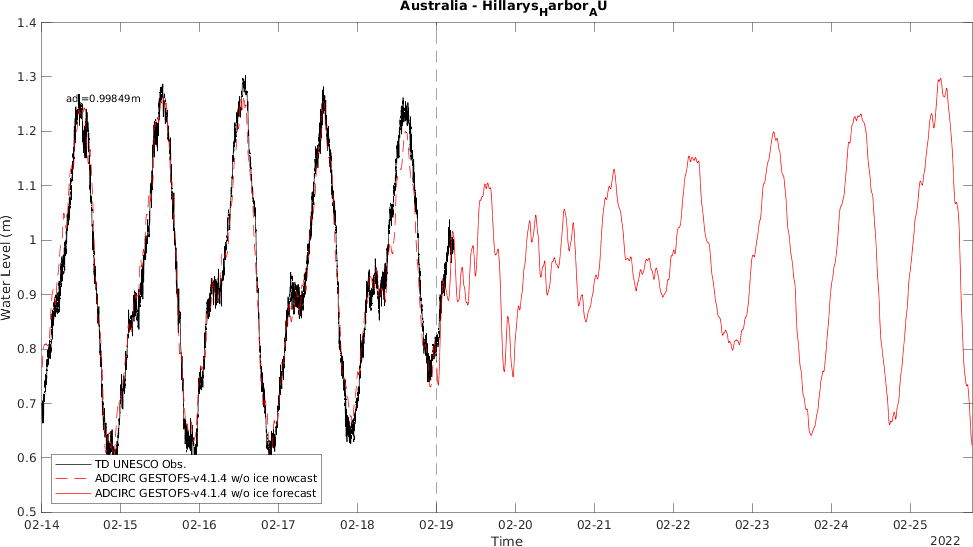 Australia - HillarysHarborAU
1.4
1.3
1.2
1.1
1
0.9
0.8
0.7
0.6
0.5
Water Level (m)
adj=0.99849m
TD UNESCO Obs.
ADCIRC GESTOFS-v4.1.4 w/o ice nowcast
ADCIRC GESTOFS-v4.1.4 w/o ice forecast
02-14 02-15 02-16 02-17 02-18 02-19 02-20 02-21 02-22 02-23 02-24 02-25
Time
2022